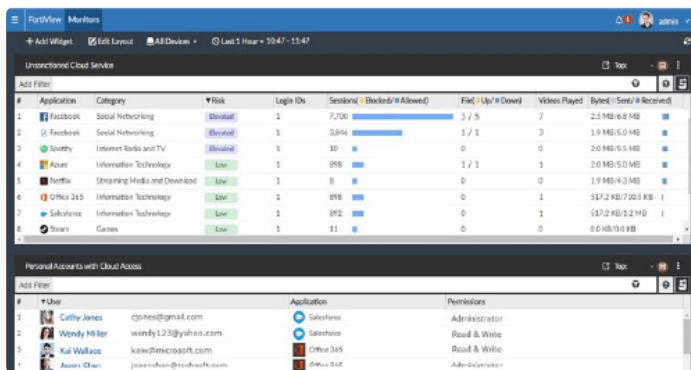 FortiView Monitors admin
+ Add Widget Edit Layout All Devices Last 1 Hour 10:47 - 11:47
Unsanctioned Cloud Service Top:
Add Filter
# Application Category Risk Login IDs Sessions( Blocked/ Allowed) File( Up/ Down) Videos Played Bytes( Sent/ Received)
1 Facebook Social Networking Elevated 1 7,700 3 / 5 7 2.5 MB/6.8 MB
2 Facebook Social Networking Elevated 1 3,846 1 / 1 3 1.9 MB/5.0 MB
3 Spotify Internet Radio and TV Elevated 1 10 0 0 2.0 MB/5.5 MB
4 Azure Information Technology Low 1 898 1 / 1 1 2.0 MB/5.0 MB
5 Netflix Streaming Media and Download Low 1 8 0 0 1.9 MB/4.3 MB
6 Office 365 Information Technology Low 1 898 0 1 517.2 KB/710.5 KB
7 Salesforce Information Technology Low 1 892 0 1 517.2 KB/1.2 MB
8 Steam Games Low 1 11 0 0 0.0 KB/0.0 KB
Personal Accounts with Cloud Access Top:
Add Filter
# User Application Permissions
1 Cathy Jones cjones@gmail.com Salesforce Administrator
2 Wendy Miller wendy123@yahoo.com Salesforce Read & Write
3 Kai Wallace kaiw@microsoft.com Office 365 Read & Write
Jason Chen Office 365 Administrator